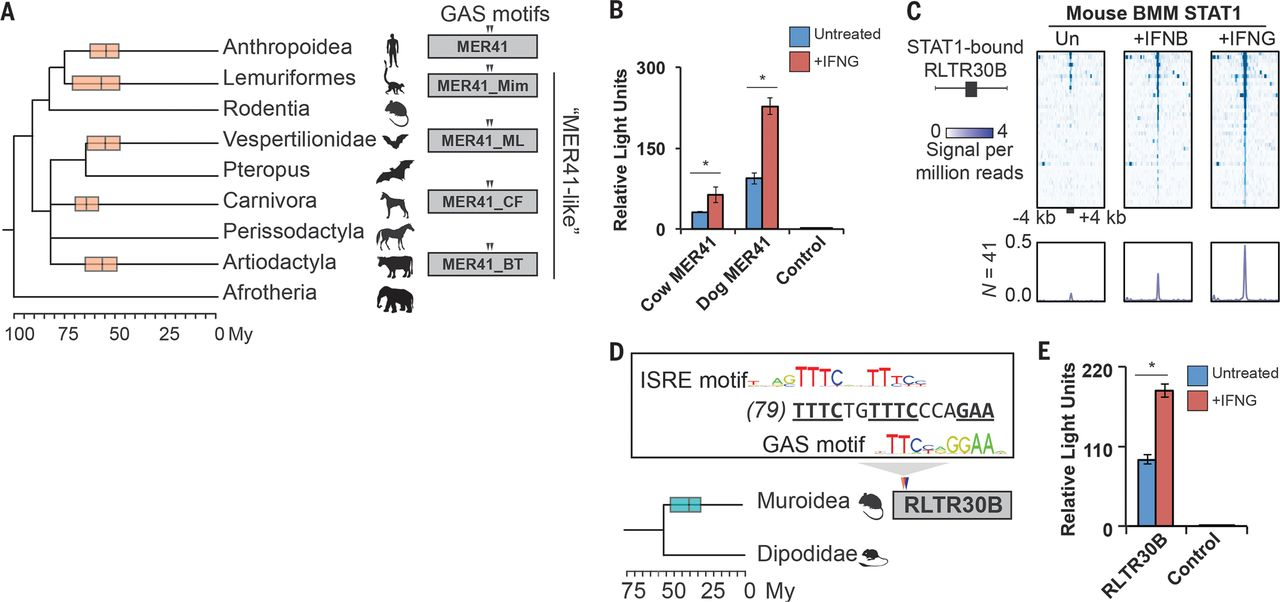 A
GAS motifs
Anthropoidea
MER41
Lemuriformes
MER41_Mim
Rodentia
Vespertilionidae
MER41_ML
Pteropus
Carnivora
MER41_CF
Perissodactyla
Artiodactyla
MER41_BT
Afrotheria
"MER41-like"
100 75 50 25 0 My
B
Untreated
+IFNG
Relative Light Units
300
150
0
*
*
Cow MER41
Dog MER41
Control
C
Mouse BMM STAT1
Un +IFNB +IFNG
STAT1-bound
RLTR30B
0 4
Signal per
million reads
-4 kb +4 kb
N = 41
0.5
0.0
D
ISRE motif
(79) TTTCTGTTTCCCAGAA
GAS motif
Muroidea
RLTR30B
Dipodidae
75 50 25 0 My
E
Untreated
+IFNG
Relative Light Units
220
110
0
*
RLTR30B
Control